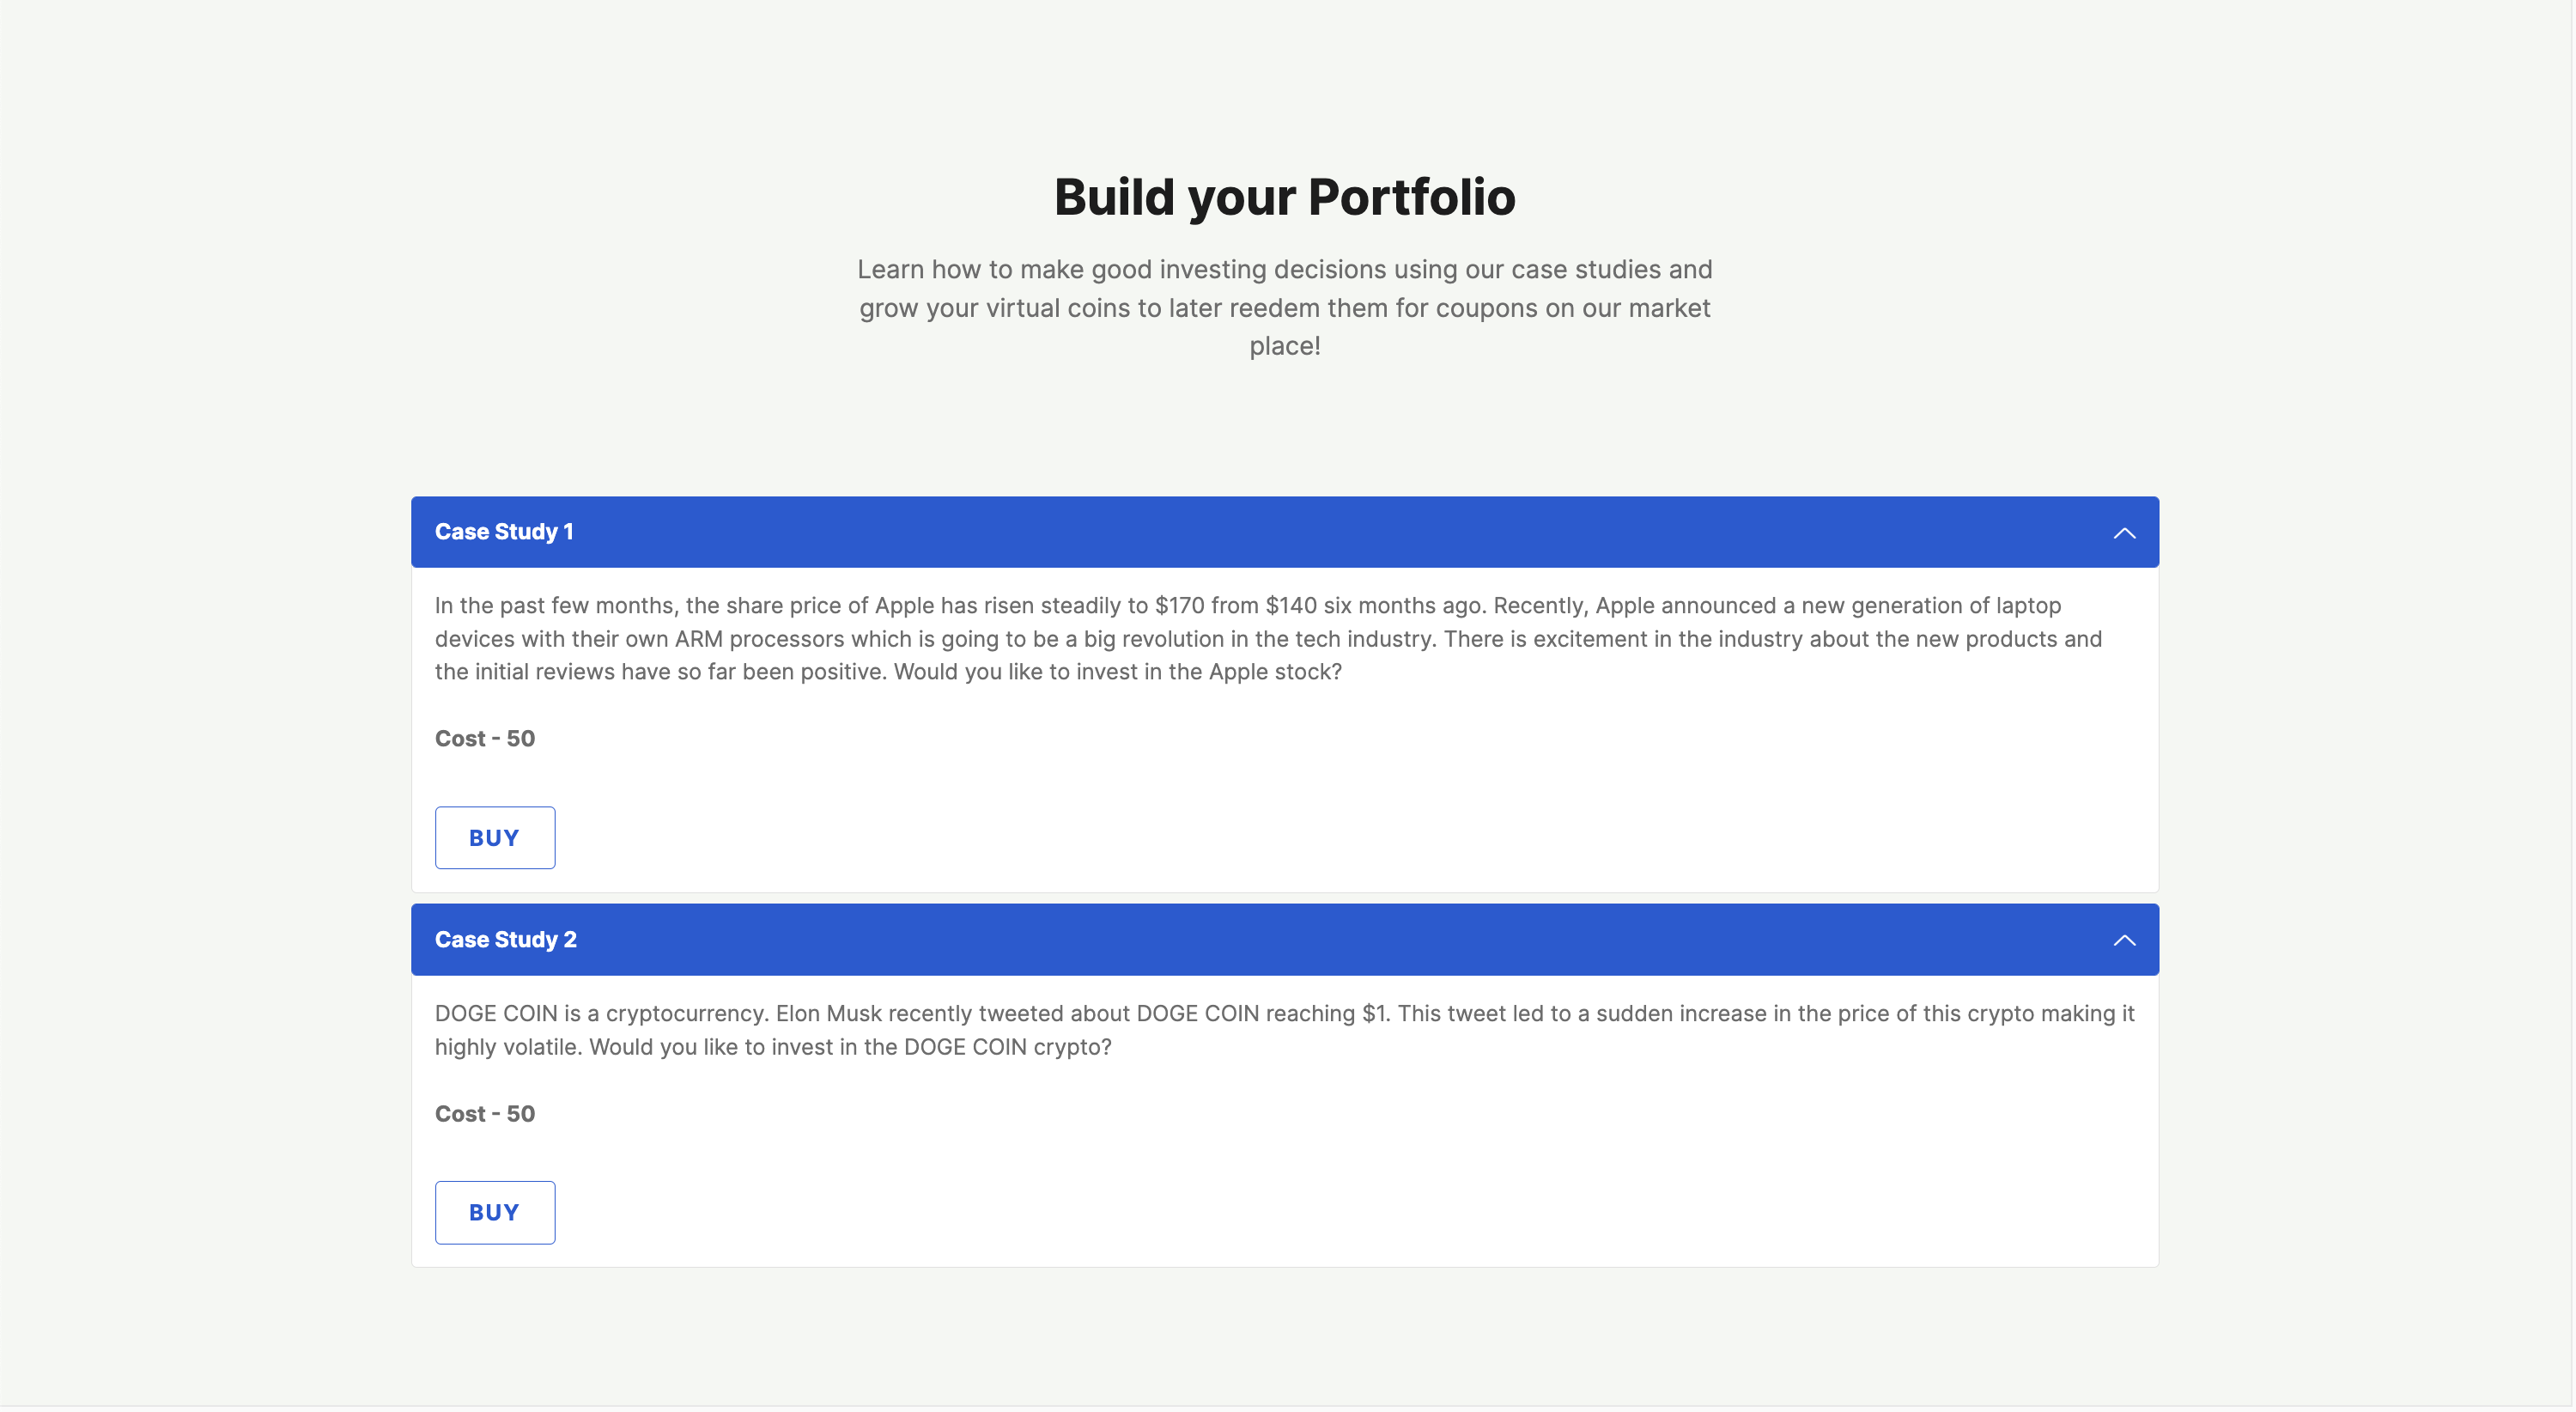 Build your Portfolio
Learn how to make good investing decisions using our case studies and
grow your virtual coins to later reedem them for coupons on our market
place!
Case Study 1
In the past few months, the share price of Apple has risen steadily to $170 from $140 six months ago. Recently, Apple announced a new generation of laptop
devices with their own ARM processors which is going to be a big revolution in the tech industry. There is excitement in the industry about the new products and
the initial reviews have so far been positive. Would you like to invest in the Apple stock?
Cost - 50
BUY
Case Study 2
DOGE COIN is a cryptocurrency. Elon Musk recently tweeted about DOGE COIN reaching $1. This tweet led to a sudden increase in the price of this crypto making it
highly volatile. Would you like to invest in the DOGE COIN crypto?
Cost - 50
BUY